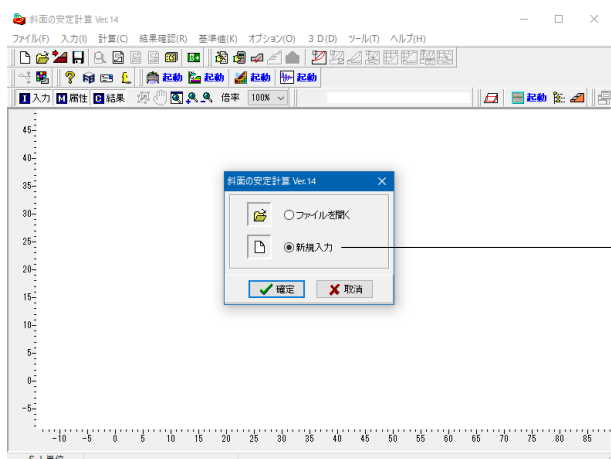 斜面の安定計算 Ver.14
ファイル(F) 入力(I) 計算(C) 結果確認(R) 基準値(K) オプション(O) 3 D(D) ツール(T) ヘルプ(H)
起動 起動 起動 起動
I 入力 M 属性 C 結果 倍率 100% 起動
45
40
35
斜面の安定計算 Ver.14
30
ファイルを開く
25
新規入力
20
確定 取消
15
10
5
0
-5
-10 -5 0 5 10 15 20 25 30 35 40 45 50 55 60 65 70 75 80 85